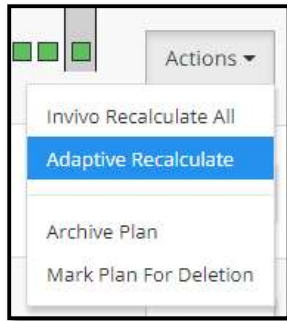 Actions
Invivo Recalculate All
Adaptive Recalculate
Archive Plan
Mark Plan For Deletion